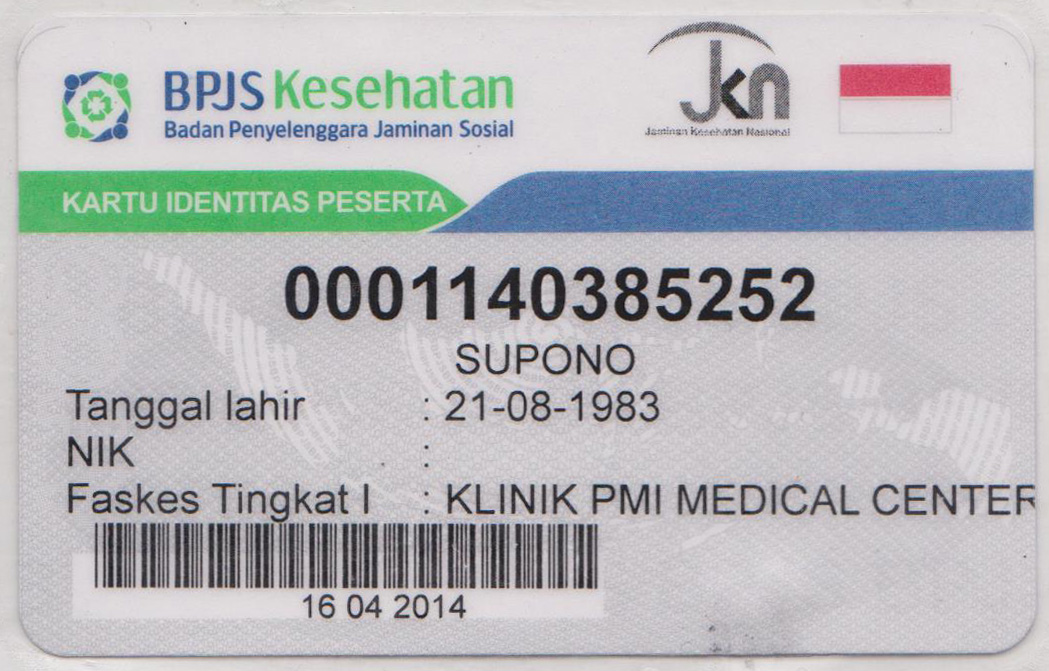 BPJS Kesehatan
Badan Penyelenggara Jaminan Sosial
JKN
Jaminan Kesehatan Nasional
KARTU IDENTITAS PESERTA
0001140385252
SUPONO
Tanggal lahir : 21-08-1983
NIK :
Faskes Tingkat I : KLINIK PMI MEDICAL CENTER
16 04 2014